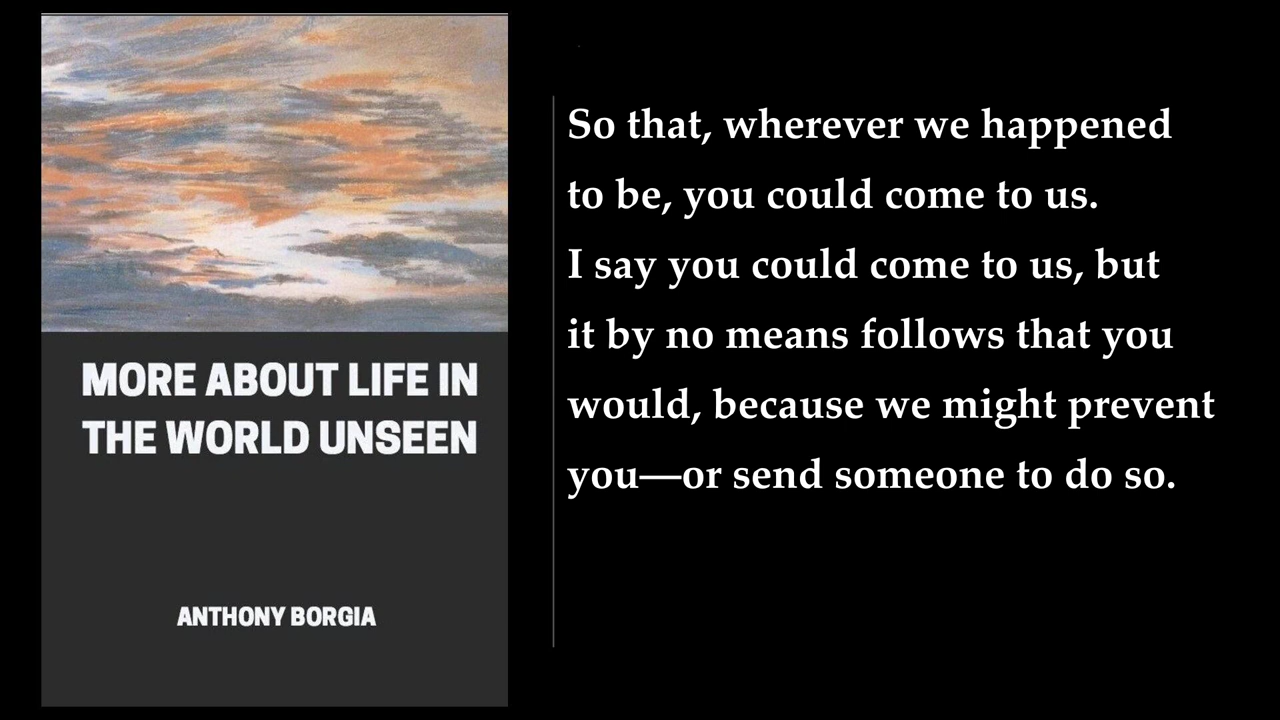 MORE ABOUT LIFE IN
THE WORLD UNSEEN
ANTHONY BORGIA
So that, wherever we happened
to be, you could come to us.
I say you could come to us, but
it by no means follows that you
would, because we might prevent
you—or send someone to do so.